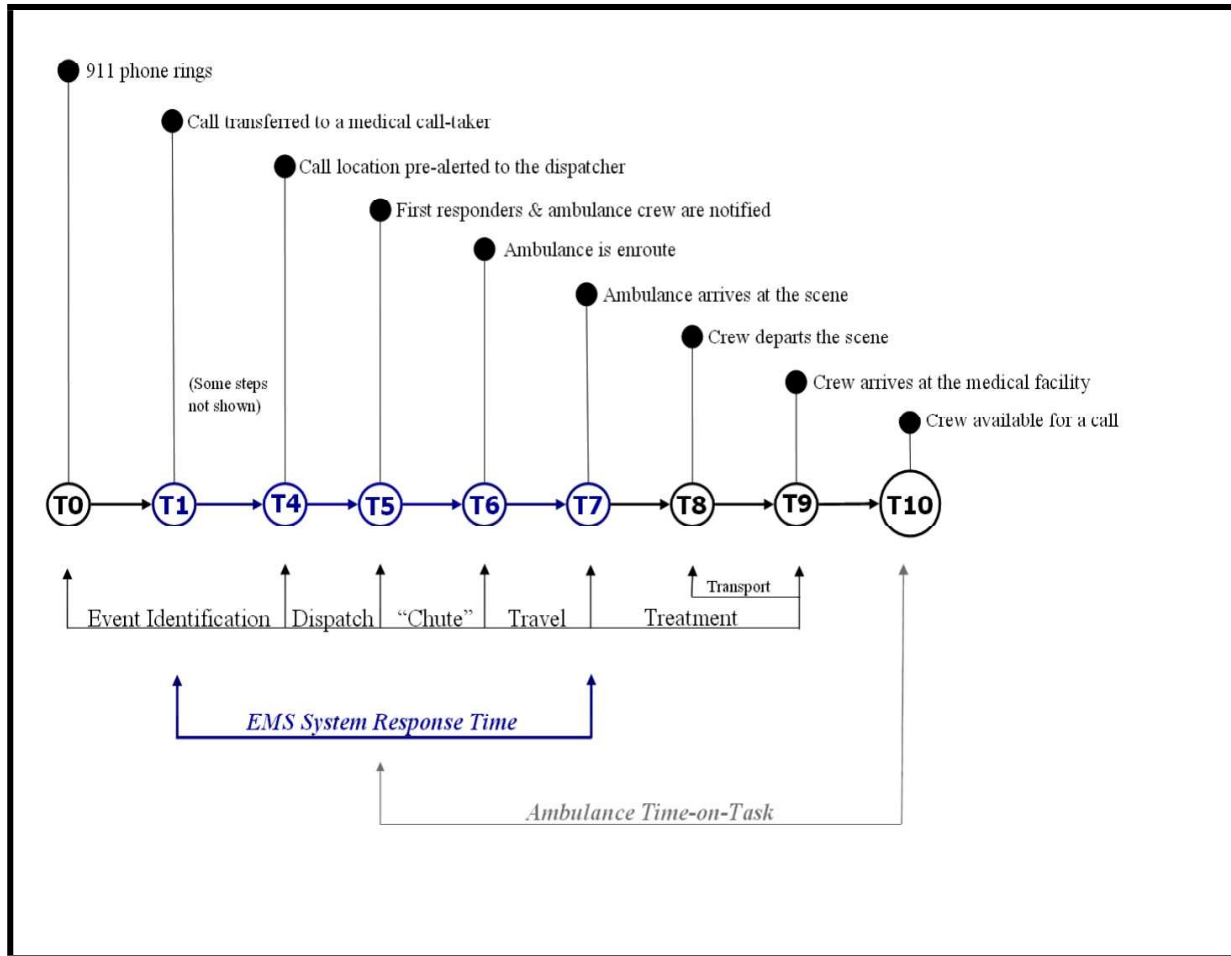 911 phone rings
Call transferred to a medical call-taker
Call location pre-alerted to the dispatcher
First responders & ambulance crew are notified
Ambulance is enroute
Ambulance arrives at the scene
Crew departs the scene
Crew arrives at the medical facility
(Some steps
not shown)
Crew available for a call
T0 T1 T4 T5 T6 T7 T8 T9 T10
Transport
Event Identification Dispatch “Chute” Travel Treatment
EMS System Response Time
Ambulance Time-on-Task